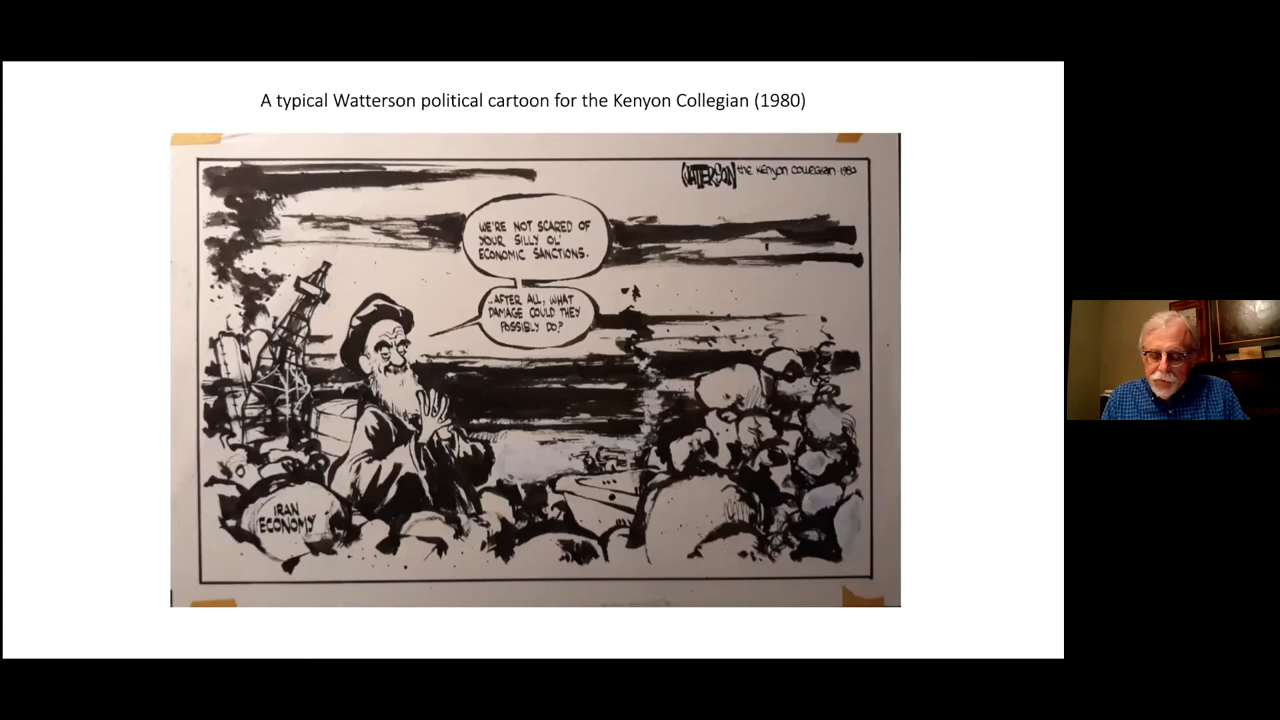 A typical Watterson political cartoon for the Kenyon Collegian (1980)
WATTERSON the KENYON COLLEGIAN · 1980
WE'RE NOT SCARED OF
YOUR SILLY OL'
ECONOMIC SANCTIONS.
..AFTER ALL, WHAT
DAMAGE COULD THEY
POSSIBLY DO?
IRAN
ECONOMY